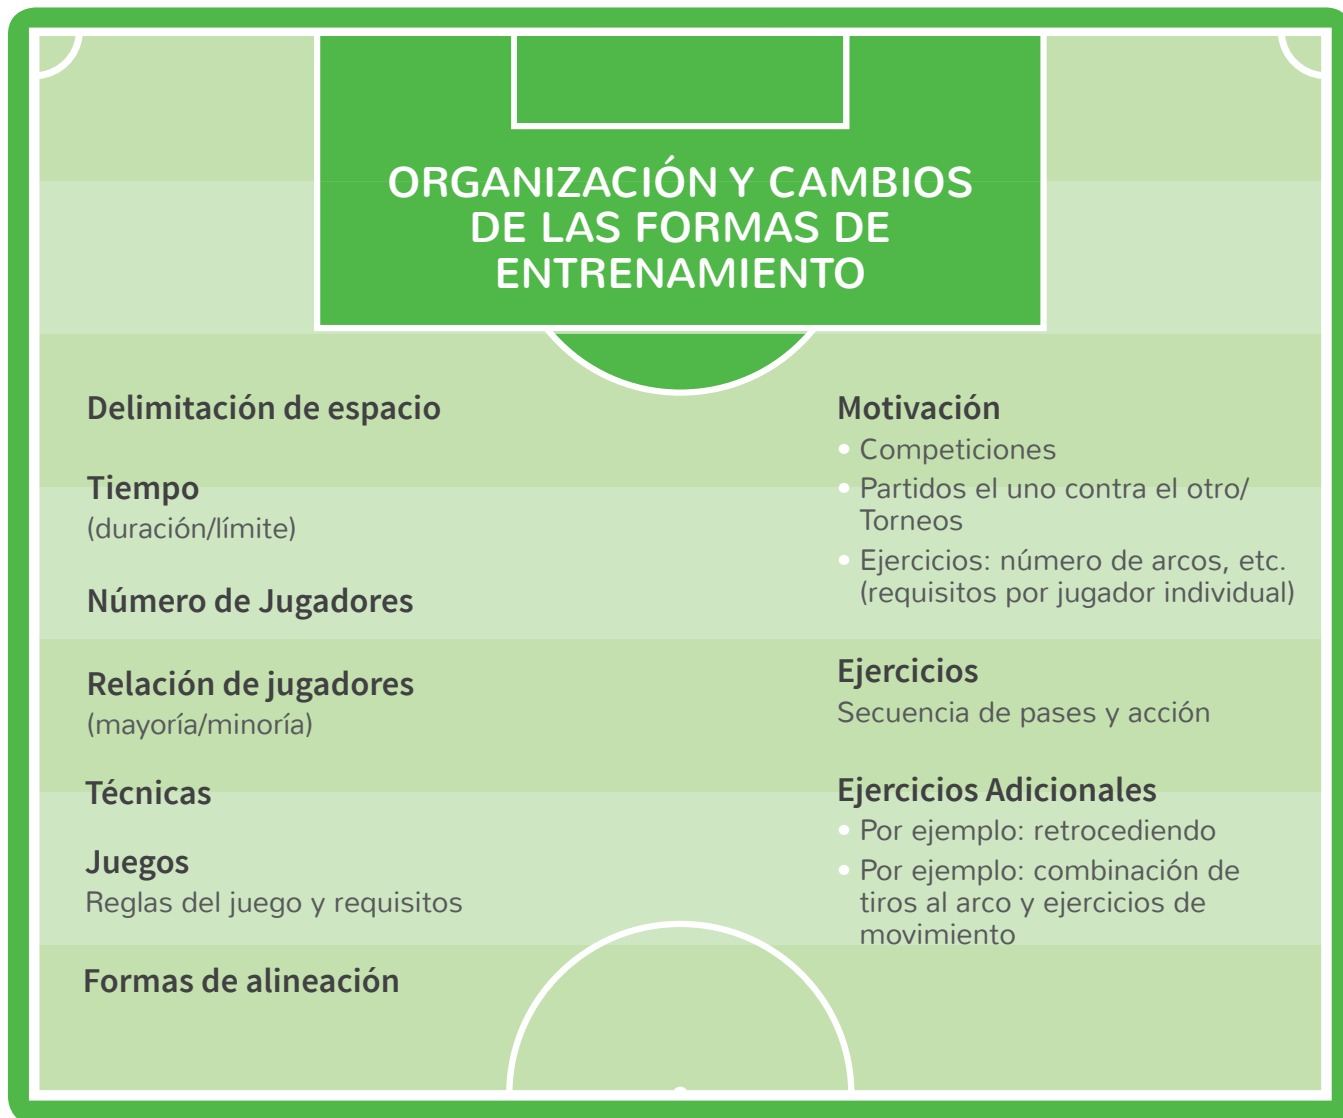 ORGANIZACIÓN Y CAMBIOS
DE LAS FORMAS DE
ENTRENAMIENTO
Delimitación de espacio
Tiempo
(duración/límite)
Número de Jugadores
Relación de jugadores
(mayoría/minoría)
Técnicas
Juegos
Reglas del juego y requisitos
Formas de alineación
Motivación
• Competiciones
• Partidos el uno contra el otro/
Torneos
• Ejercicios: número de arcos, etc.
(requisitos por jugador individual)
Ejercicios
Secuencia de pases y acción
Ejercicios Adicionales
• Por ejemplo: retrocediendo
• Por ejemplo: combinación de
tiros al arco y ejercicios de
movimiento